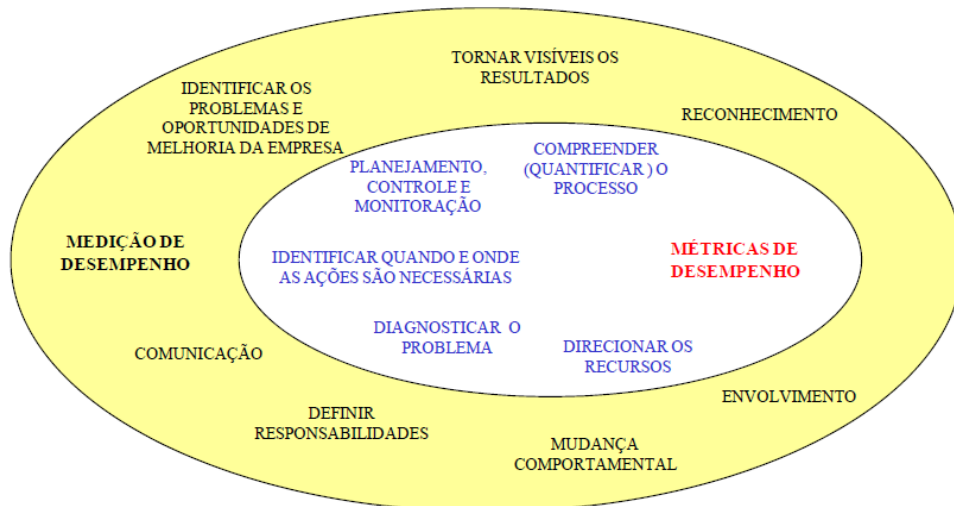 TORNAR VISÍVEIS OS
RESULTADOS
IDENTIFICAR OS
PROBLEMAS E
OPORTUNIDADES DE
MELHORIA DA EMPRESA
RECONHECIMENTO
PLANEJAMENTO,
CONTROLE E
MONITORAÇÃO
COMPREENDER
(QUANTIFICAR ) O
PROCESSO
MEDIÇÃO DE
DESEMPENHO
IDENTIFICAR QUANDO E ONDE
AS AÇÕES SÃO NECESSÁRIAS
MÉTRICAS DE
DESEMPENHO
DIAGNOSTICAR O
PROBLEMA
DIRECIONAR OS
RECURSOS
COMUNICAÇÃO
ENVOLVIMENTO
DEFINIR
RESPONSABILIDADES
MUDANÇA
COMPORTAMENTAL